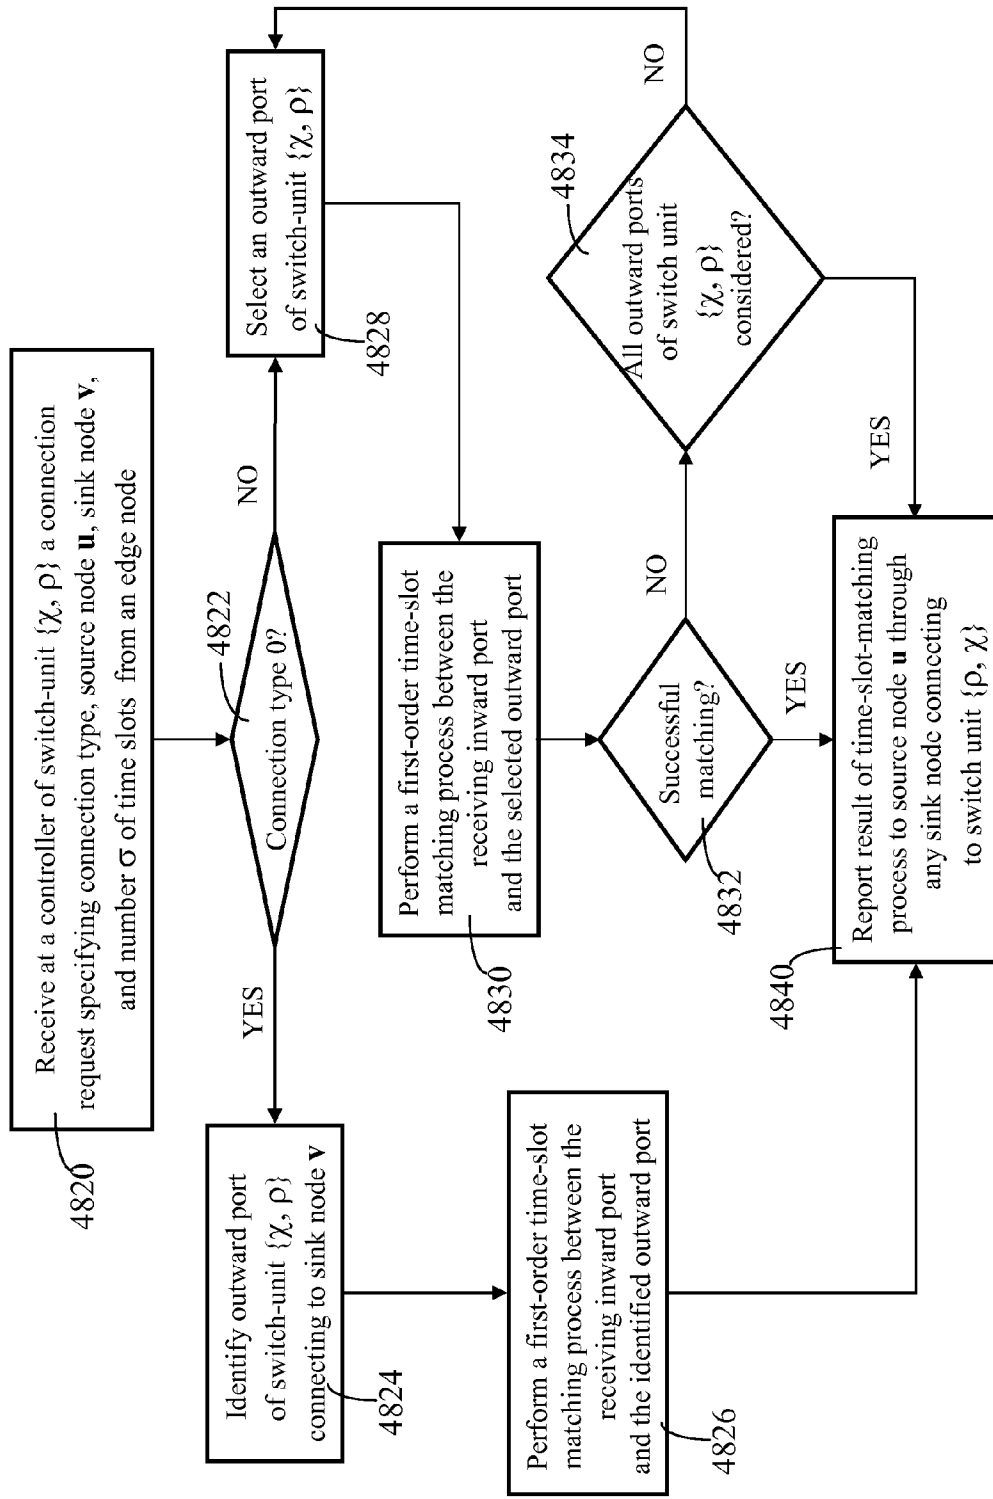 Receive at a controller of switch-unit {χ, ρ} a connection
request specifying connection type, source node u, sink node v,
and number σ of time slots from an edge node
4820
4822
Connection type 0?
YES
NO
Identify outward port
of switch-unit {χ, ρ}
connecting to sink node v
4824
Select an outward port
of switch-unit {χ, ρ}
4828
Perform a first-order time-slot
matching process between the
receiving inward port
and the identified outward port
4826
Perform a first-order time-slot
matching process between the
receiving inward port
and the selected outward port
4830
Successful
matching?
4832
NO
YES
4834
All outward ports
of switch unit
{χ, ρ}
considered?
NO
YES
4840
Report result of time-slot-matching
process to source node u through
any sink node connecting
to switch unit {ρ, χ}